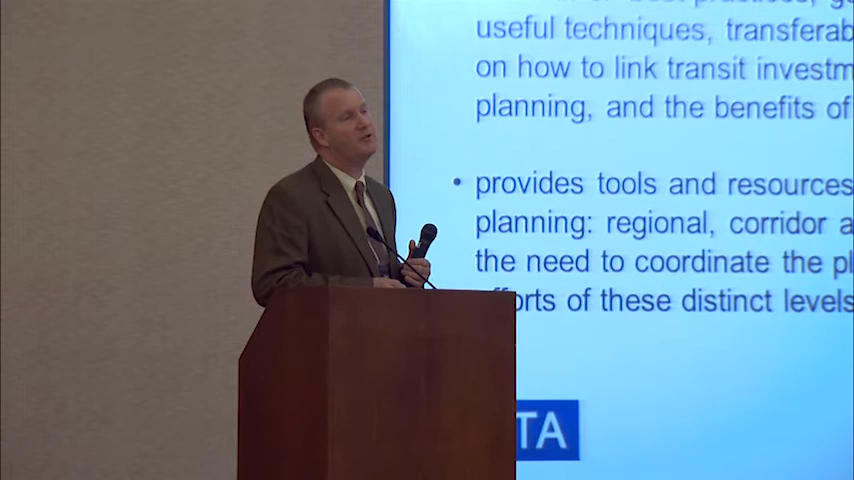 useful techniques, transferab
on how to link transit investm
planning, and the benefits of
• provides tools and resources
planning: regional, corridor a
the need to coordinate the pl
orts of these distinct levels
TA